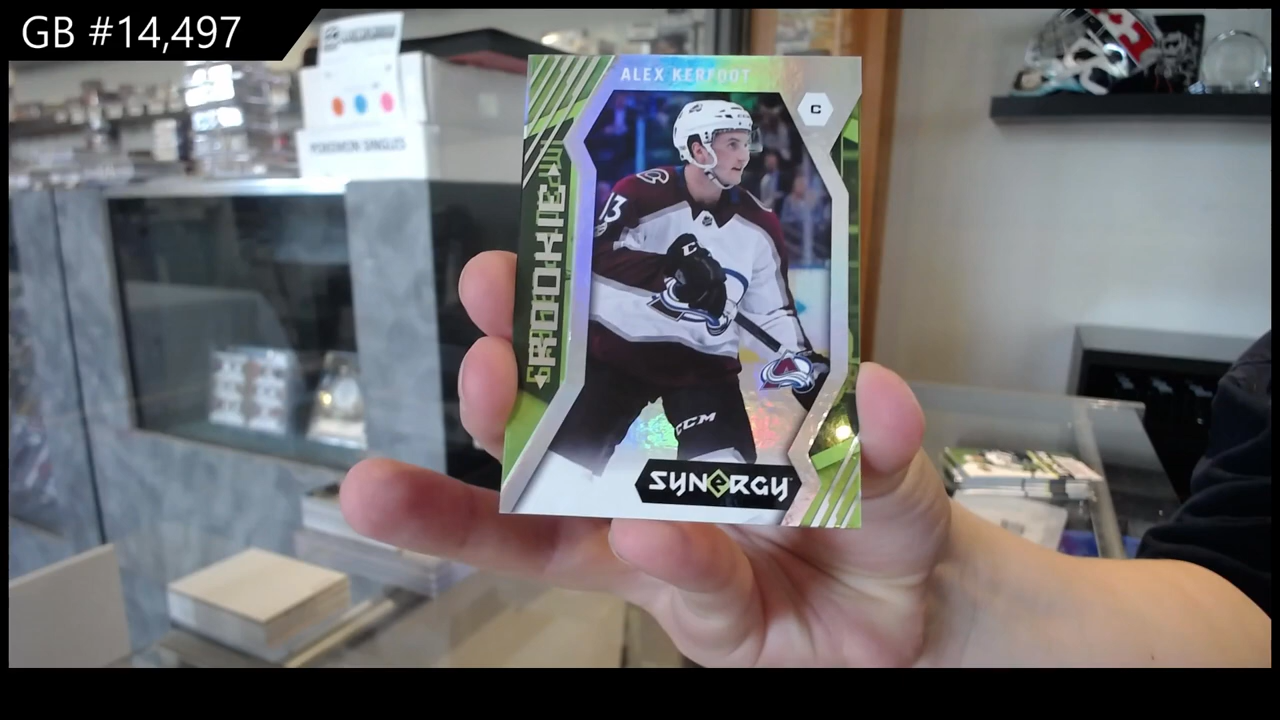 GB #14,497
POKEMON SINGLES
ALEX KERFOOT
C
ROOKIE
13
CCM
SYNERGY